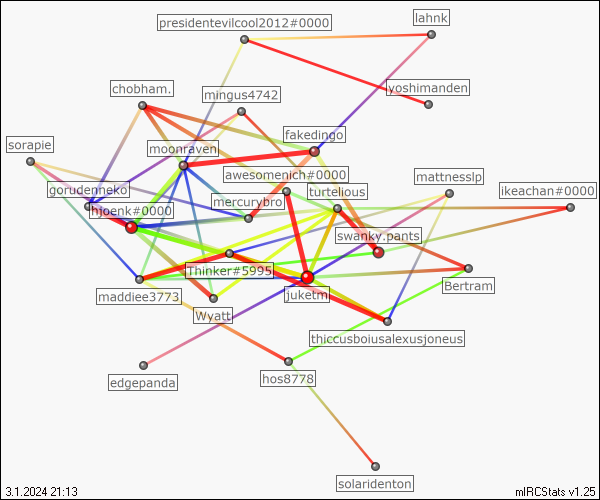 lahnk
presidentevilcool2012#0000
yoshimanden
chobham.
mingus4742
fakedingo
sorapie
moonraven
awesomenich#0000
mattnesslp
gorudenneko
turtelious
ikeachan#0000
mercurybro
hjoenk#0000
swanky.pants
Thinker#5995
Bertram
maddiee3773
juketm
Wyatt
thiccusboiusalexusjoneus
edgepanda
hos8778
solaridenton
3.1.2024 21:13
mIRCStats v1.25